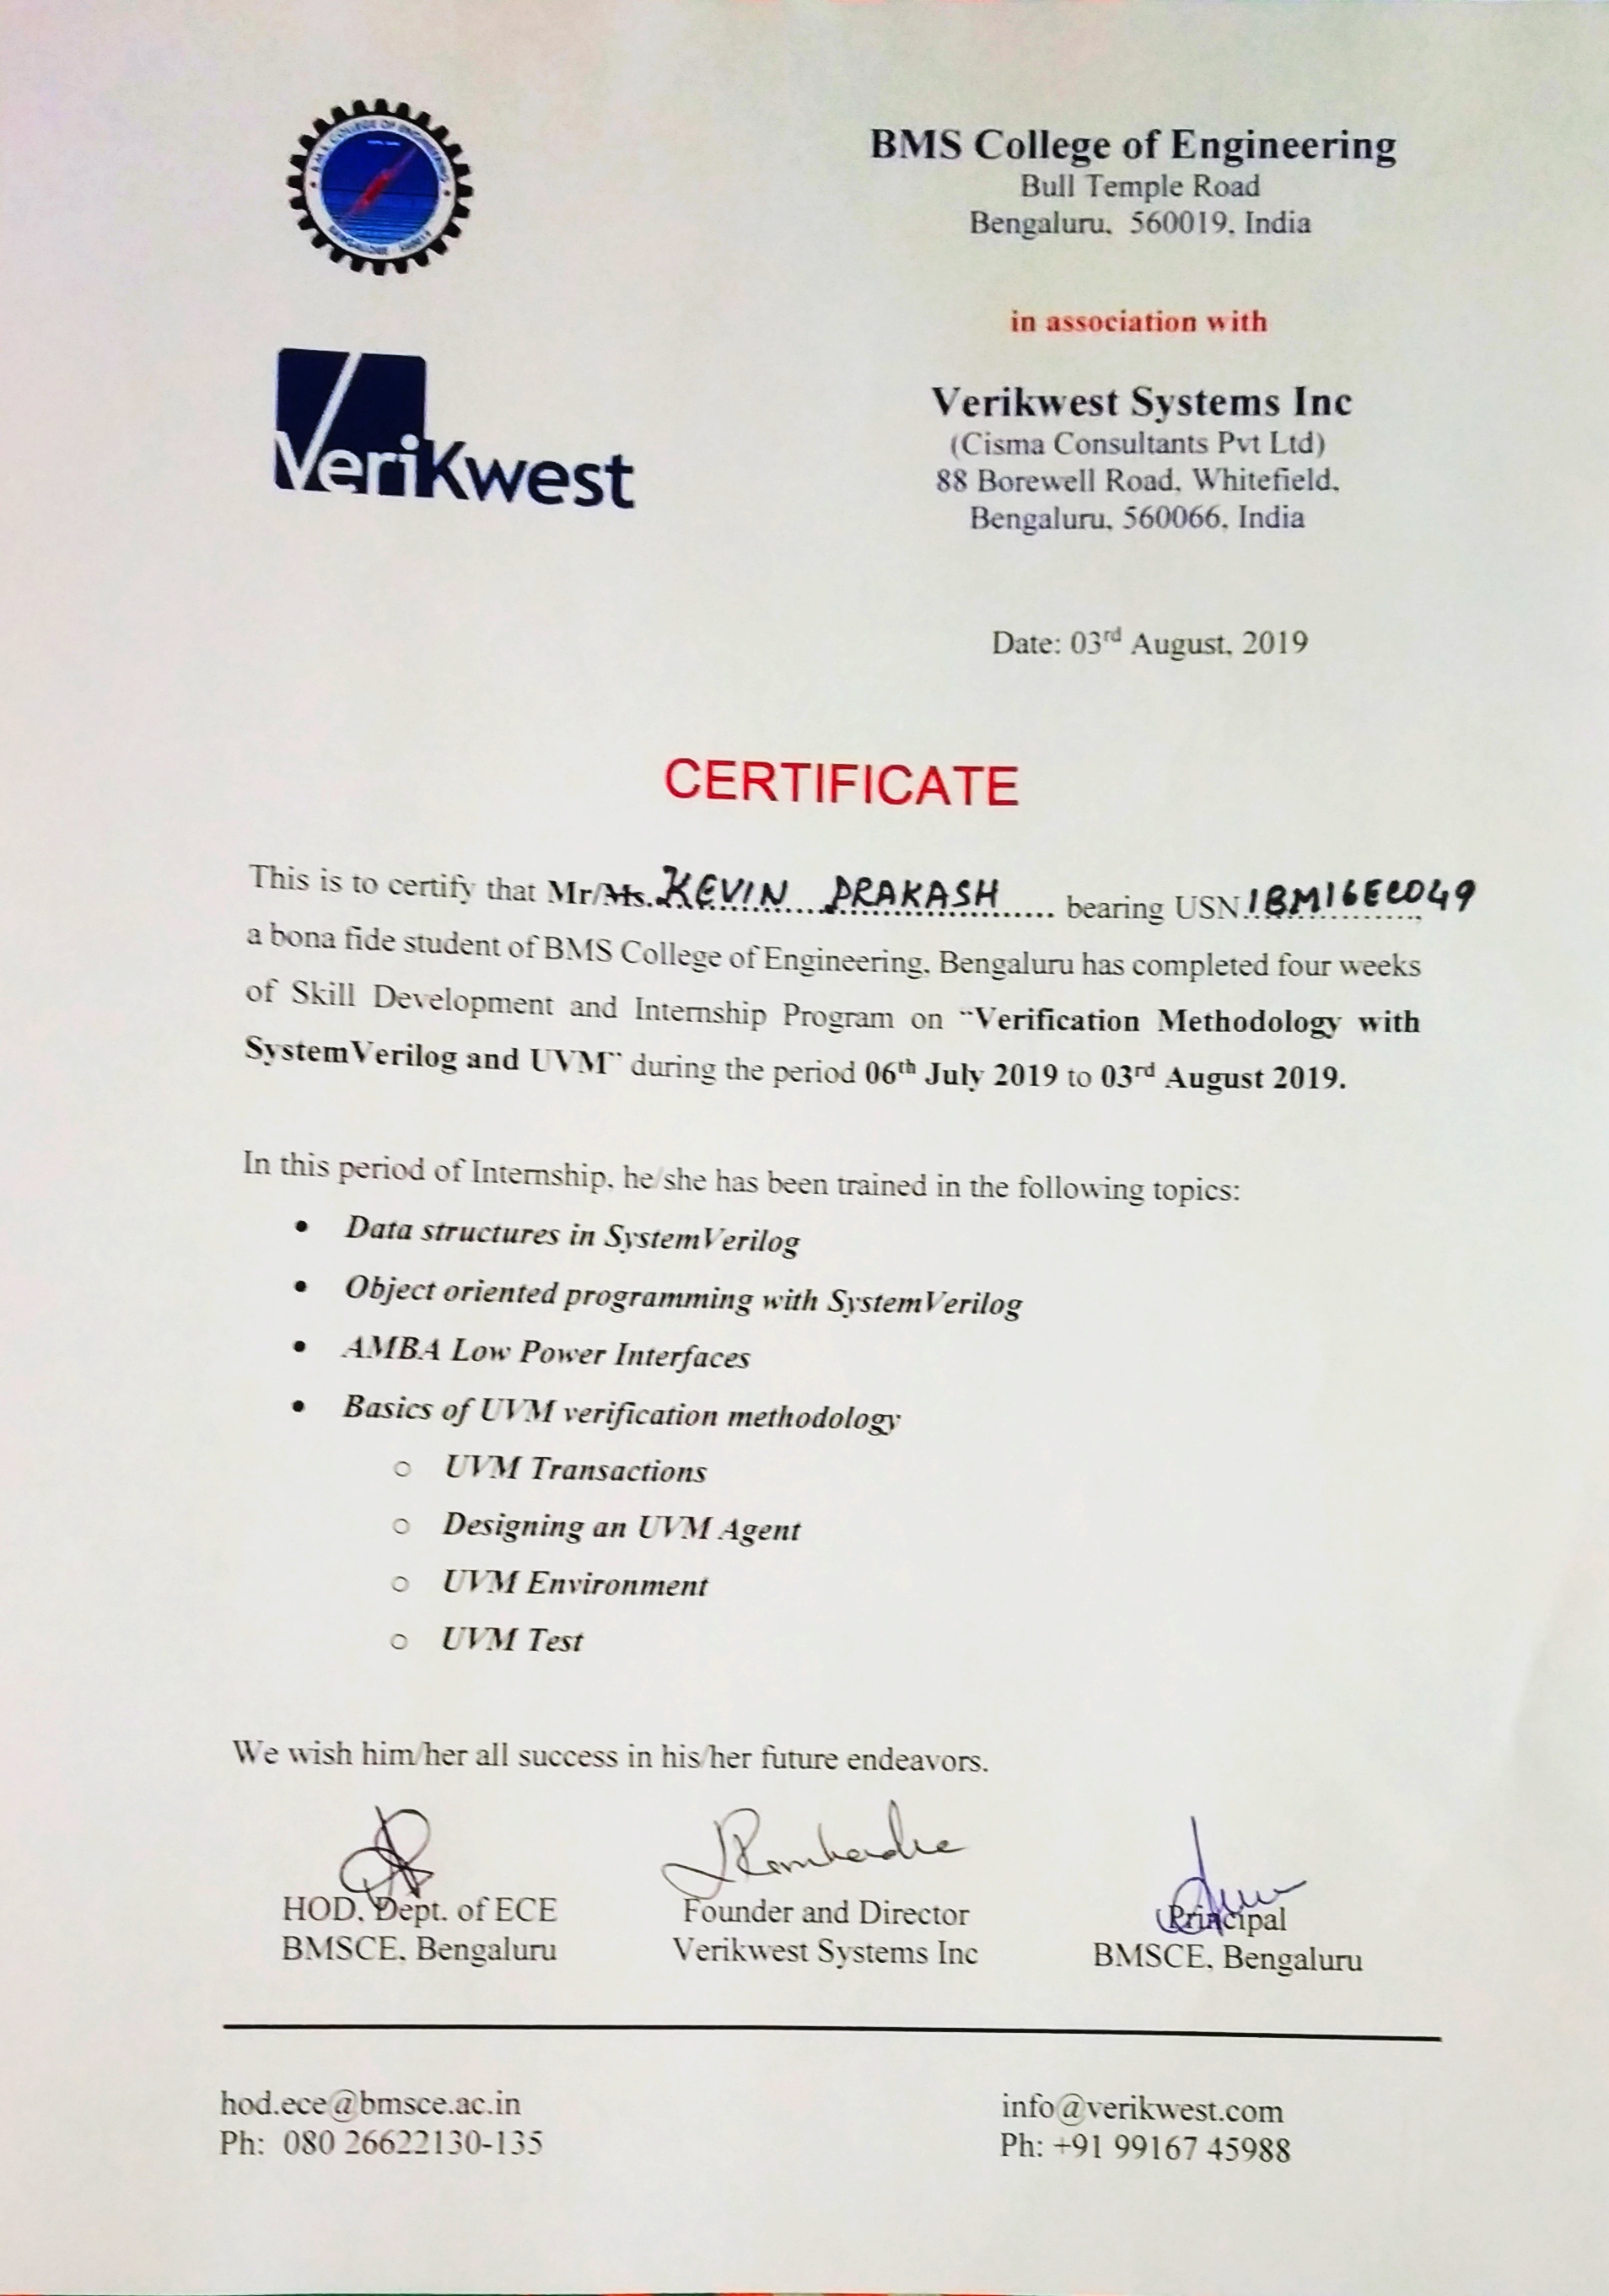 B M S COLLEGE OF ENGINEERING
BMS College of Engineering
Bull Temple Road
Bengaluru, 560019, India
in association with
VeriKwest
Verikwest Systems Inc
(Cisma Consultants Pvt Ltd)
88 Borewell Road, Whitefield,
Bengaluru, 560066, India
Date: 03rd August, 2019
CERTIFICATE
This is to certify that Mr/Ms. KEVIN PRAKASH bearing USN 1BM16EC049,
a bona fide student of BMS College of Engineering, Bengaluru has completed four weeks
of Skill Development and Internship Program on "Verification Methodology with
SystemVerilog and UVM" during the period 06th July 2019 to 03rd August 2019.
In this period of Internship, he/she has been trained in the following topics:
• Data structures in SystemVerilog
• Object oriented programming with SystemVerilog
• AMBA Low Power Interfaces
• Basics of UVM verification methodology
o UVM Transactions
o Designing an UVM Agent
o UVM Environment
o UVM Test
We wish him/her all success in his/her future endeavors.
HOD, Dept. of ECE
BMSCE, Bengaluru
Founder and Director
Verikwest Systems Inc
Principal
BMSCE, Bengaluru
hod.ece@bmsce.ac.in
Ph: 080 26622130-135
info@verikwest.com
Ph: +91 99167 45988